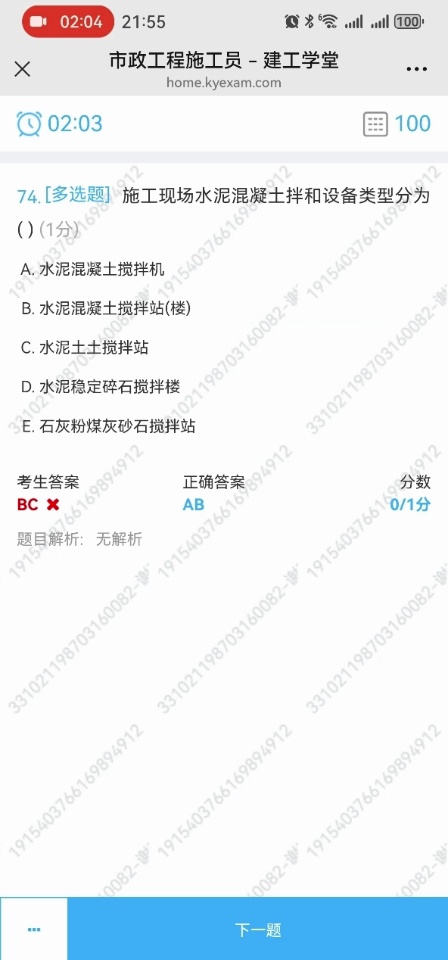 02:04 21:55 6 100
市政工程施工员 – 建工学堂
home.kyexam.com
02:03 100
74. [多选题] 施工现场水泥混凝土拌和设备类型分为
( ) (1分)
A. 水泥混凝土搅拌机
B. 水泥混凝土搅拌站(楼)
C. 水泥土土搅拌站
D. 水泥稳定碎石搅拌楼
E. 石灰粉煤灰砂石搅拌站
考生答案 正确答案 分数
BC ✖ AB 0/1分
题目解析: 无解析
1915403766169894912
331021198703160082
下一题